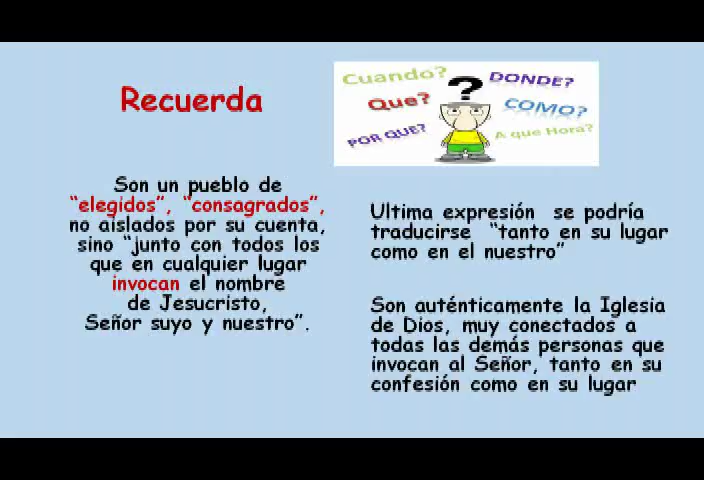 Recuerda
Cuando?
DONDE?
Que?
?
COMO?
POR QUE?
A que Hora?
Son un pueblo de
“elegidos”, “consagrados”,
no aislados por su cuenta,
sino “junto con todos los
que en cualquier lugar
invocan el nombre
de Jesucristo,
Señor suyo y nuestro”.
Ultima expresión se podría
traducirse “tanto en su lugar
como en el nuestro”
Son auténticamente la Iglesia
de Dios, muy conectados a
todas las demás personas que
invocan al Señor, tanto en su
confesión como en su lugar